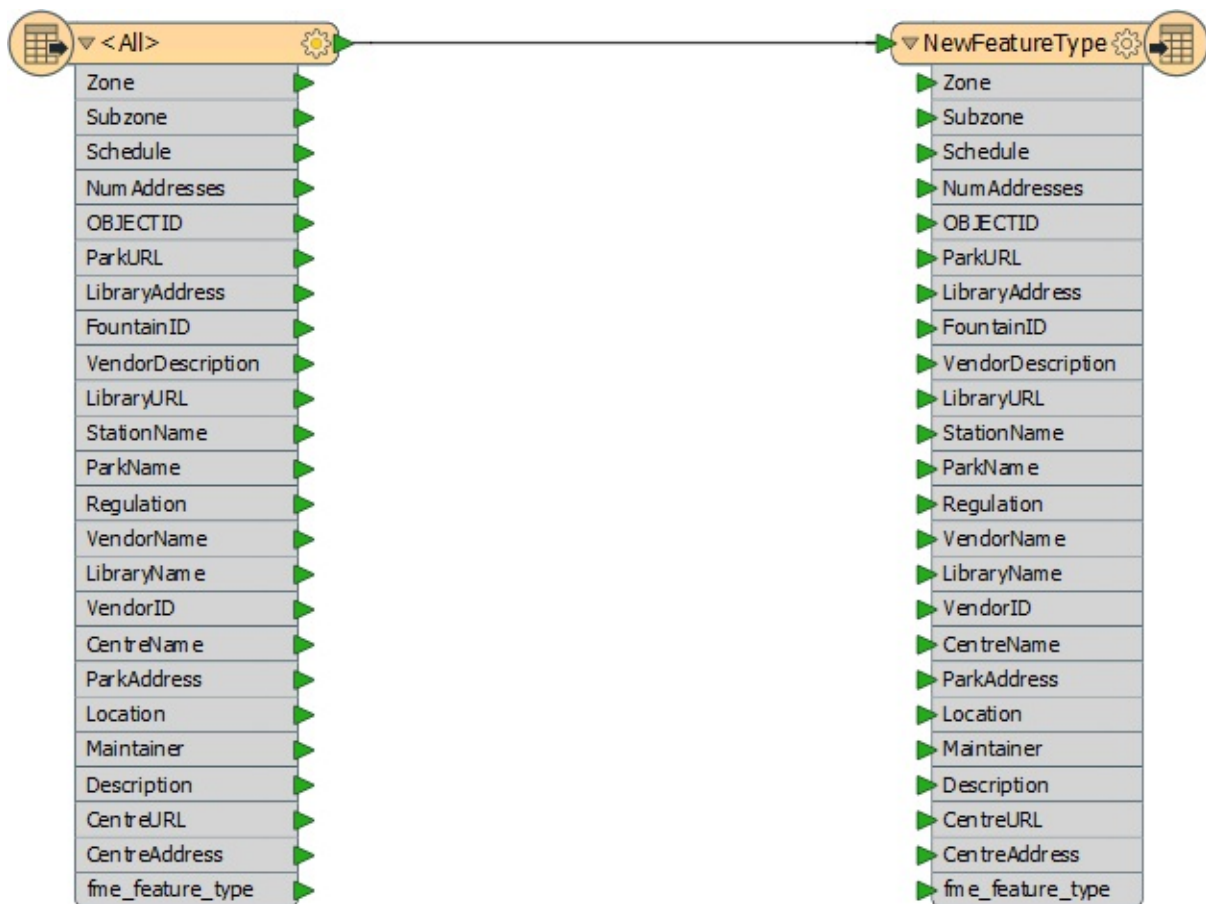 <All>
NewFeatureType
Zone
Zone
Subzone
Subzone
Schedule
Schedule
NumAddresses
NumAddresses
OBJECTID
OBJECTID
ParkURL
ParkURL
LibraryAddress
LibraryAddress
FountainID
FountainID
VendorDescription
VendorDescription
LibraryURL
LibraryURL
StationName
StationName
ParkName
ParkName
Regulation
Regulation
VendorName
VendorName
LibraryName
LibraryName
VendorID
VendorID
CentreName
CentreName
ParkAddress
ParkAddress
Location
Location
Maintainer
Maintainer
Description
Description
CentreURL
CentreURL
CentreAddress
CentreAddress
fme_feature_type
fme_feature_type